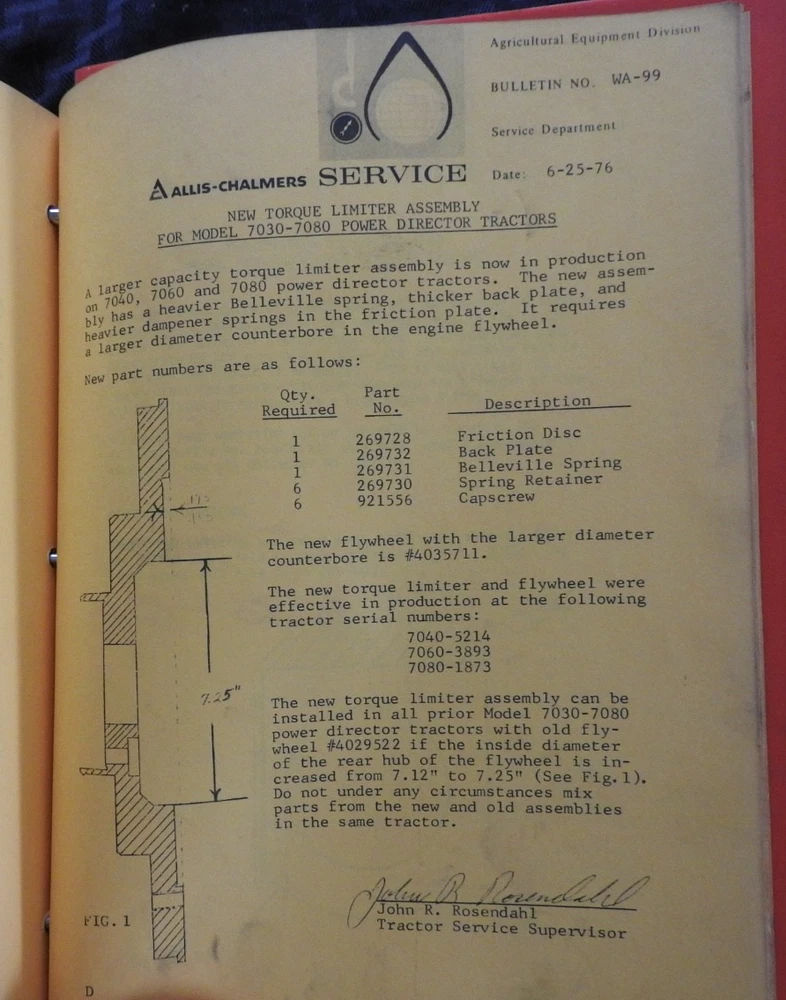 Agricultural Equipment Division
BULLETIN NO. WA-99
Service Department
ALLIS-CHALMERS SERVICE
Date: 6-25-76
NEW TORQUE LIMITER ASSEMBLY
FOR MODEL 7030-7080 POWER DIRECTOR TRACTORS
A larger capacity torque limiter assembly is now in production
on 7040, 7060 and 7080 power director tractors. The new assem-
bly has a heavier Belleville spring, thicker back plate, and
heavier dampener springs in the friction plate. It requires
a larger diameter counterbore in the engine flywheel.
New part numbers are as follows:
Qty. Part
Required No. Description
1 269728 Friction Disc
1 269732 Back Plate
1 269731 Belleville Spring
6 269730 Spring Retainer
6 921556 Capscrew
The new flywheel with the larger diameter
counterbore is #4035711.
The new torque limiter and flywheel were
effective in production at the following
tractor serial numbers:
7040-5214
7060-3893
7080-1873
7.25"
The new torque limiter assembly can be
installed in all prior Model 7030-7080
power director tractors with old fly-
wheel #4029522 if the inside diameter
of the rear hub of the flywheel is in-
creased from 7.12" to 7.25" (See Fig.1).
Do not under any circumstances mix
parts from the new and old assemblies
in the same tractor.
John R Rosendahl
John R. Rosendahl
Tractor Service Supervisor
FIG. 1
D